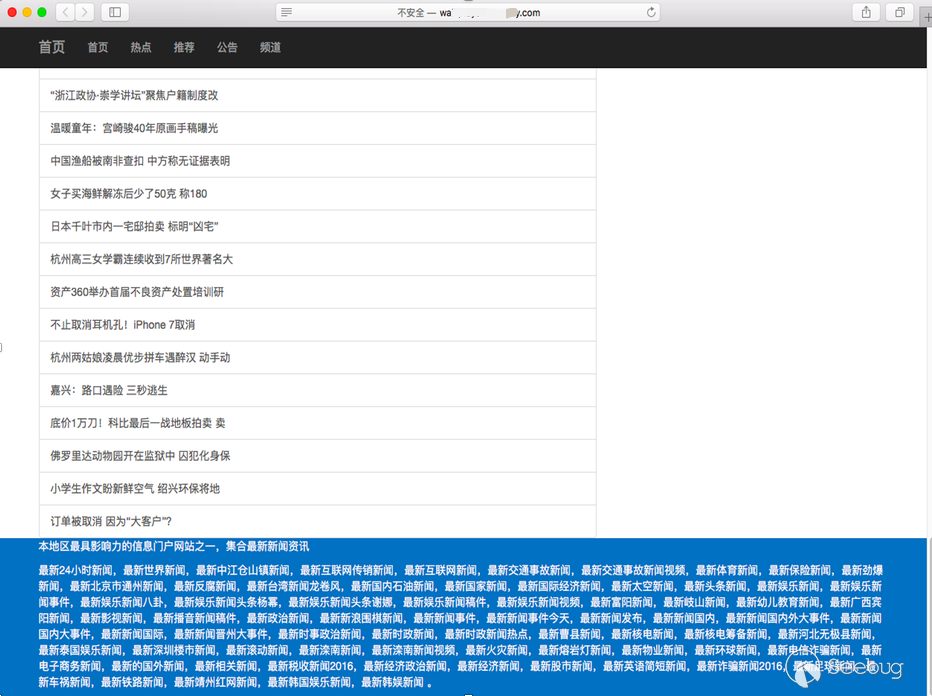 不安全 — wa y.com
首页 首页 热点 推荐 公告 频道
“浙江政协·崇学讲坛”聚焦户籍制度改
温暖童年：宫崎骏40年原画手稿曝光
中国渔船被南非查扣 中方称无证据表明
女子买海鲜解冻后少了50克 称180
日本千叶市内一宅邸拍卖 标明“凶宅”
杭州高三女学霸连续收到7所世界著名大
资产360举办首届不良资产处置培训研
不止取消耳机孔！iPhone 7取消
杭州两姑娘凌晨优步拼车遇醉汉 动手动
嘉兴：路口遇险 三秒逃生
底价1万刀！科比最后一战地板拍卖 卖
佛罗里达动物园开在监狱中 囚犯化身保
小学生作文盼新鲜空气 绍兴环保将地
订单被取消 因为“大客户”？
本地区最具影响力的信息门户网站之一，集合最新新闻资讯
最新24小时新闻，最新世界新闻，最新中江仓山镇新闻，最新互联网传销新闻，最新互联网新闻，最新交通事故新闻，最新交通事故新闻视频，最新体育新闻，最新保险新闻，最新劲爆
新闻，最新北京市通州新闻，最新反腐新闻，最新台湾新闻龙卷风，最新国内石油新闻，最新国家新闻，最新国际经济新闻，最新太空新闻，最新头条新闻，最新娱乐新闻，最新娱乐新
闻事件，最新娱乐新闻八卦，最新娱乐新闻头条杨幂，最新娱乐新闻头条谢娜，最新娱乐新闻稿件，最新娱乐新闻视频，最新富阳新闻，最新岐山新闻，最新幼儿教育新闻，最新广西宾
阳新闻，最新影视新闻，最新播音新闻稿件，最新政治新闻，最新新浪围棋新闻，最新新闻事件，最新新闻事件今天，最新新闻发布，最新新闻国内，最新新闻国内外大事件，最新新闻
国内大事件，最新新闻国际，最新新闻晋州大事件，最新时事政治新闻，最新时政新闻，最新时政新闻热点，最新曹县新闻，最新核电新闻，最新核电筹备新闻，最新河北无极县新闻，
最新泰国娱乐新闻，最新深圳楼市新闻，最新滚动新闻，最新滦南新闻，最新滦南新闻视频，最新火灾新闻，最新熔岩灯新闻，最新物业新闻，最新环球新闻，最新电信诈骗新闻，最新
电子商务新闻，最新的国外新闻，最新相关新闻，最新税收新闻2016，最新经济政治新闻，最新经济新闻，最新股市新闻，最新英语简短新闻，最新诈骗新闻2016，最新足球新闻，最
新车祸新闻，最新铁路新闻，最新靖州红网新闻，最新韩国娱乐新闻，最新韩娱新闻 。
Seebug